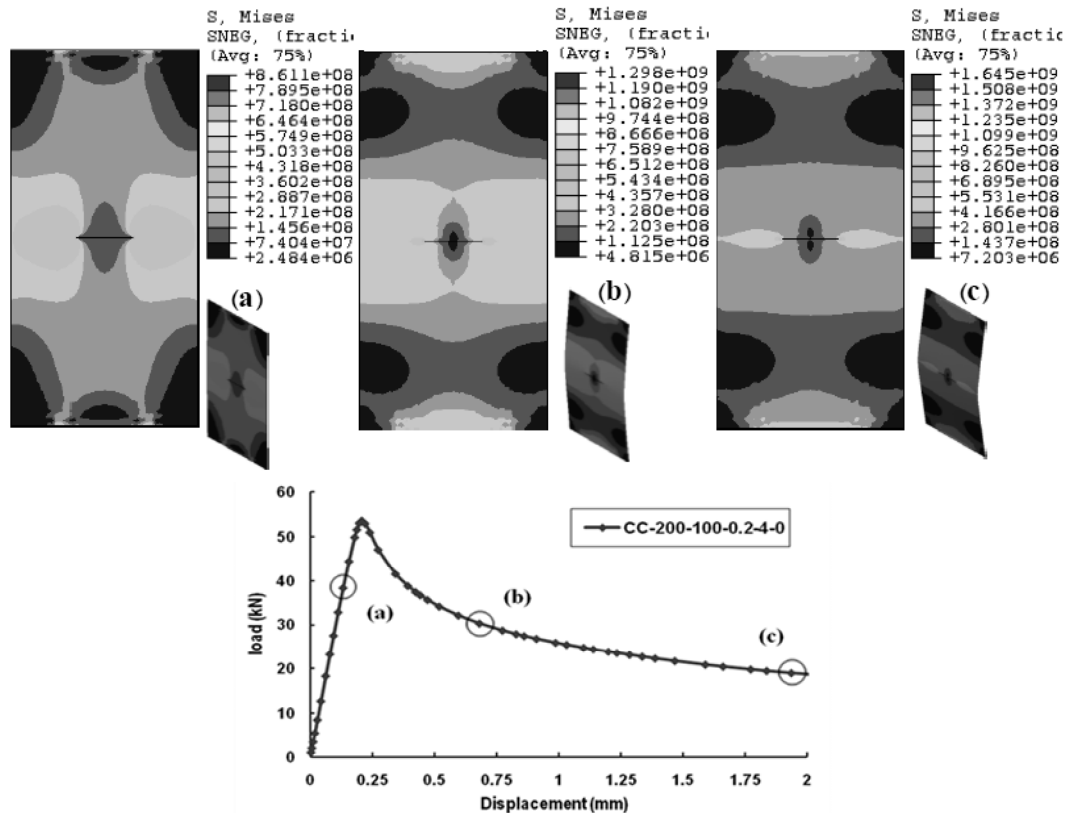 S, Mises
SNEG, (fractio
(Avg: 75%)
+8.611e+08
+7.895e+08
+7.180e+08
+6.464e+08
+5.749e+08
+5.033e+08
+4.318e+08
+3.602e+08
+2.887e+08
+2.171e+08
+1.456e+08
+7.404e+07
+2.484e+06
(a)
S, Mises
SNEG, (fractic
(Avg: 75%)
+1.298e+09
+1.190e+09
+1.082e+09
+9.744e+08
+8.666e+08
+7.589e+08
+6.512e+08
+5.434e+08
+4.357e+08
+3.280e+08
+2.203e+08
+1.125e+08
+4.815e+06
(b)
S, Mises
SNEG, (fractic
(Avg: 75%)
+1.645e+09
+1.508e+09
+1.372e+09
+1.235e+09
+1.099e+09
+9.625e+08
+8.260e+08
+6.895e+08
+5.531e+08
+4.166e+08
+2.801e+08
+1.437e+08
+7.203e+06
(c)
60
50
40
30
20
10
0
load (kN)
CC-200-100-0.2-4-0
(a)
(b)
(c)
0 0.25 0.5 0.75 1 1.25 1.5 1.75 2
Displacement (mm)